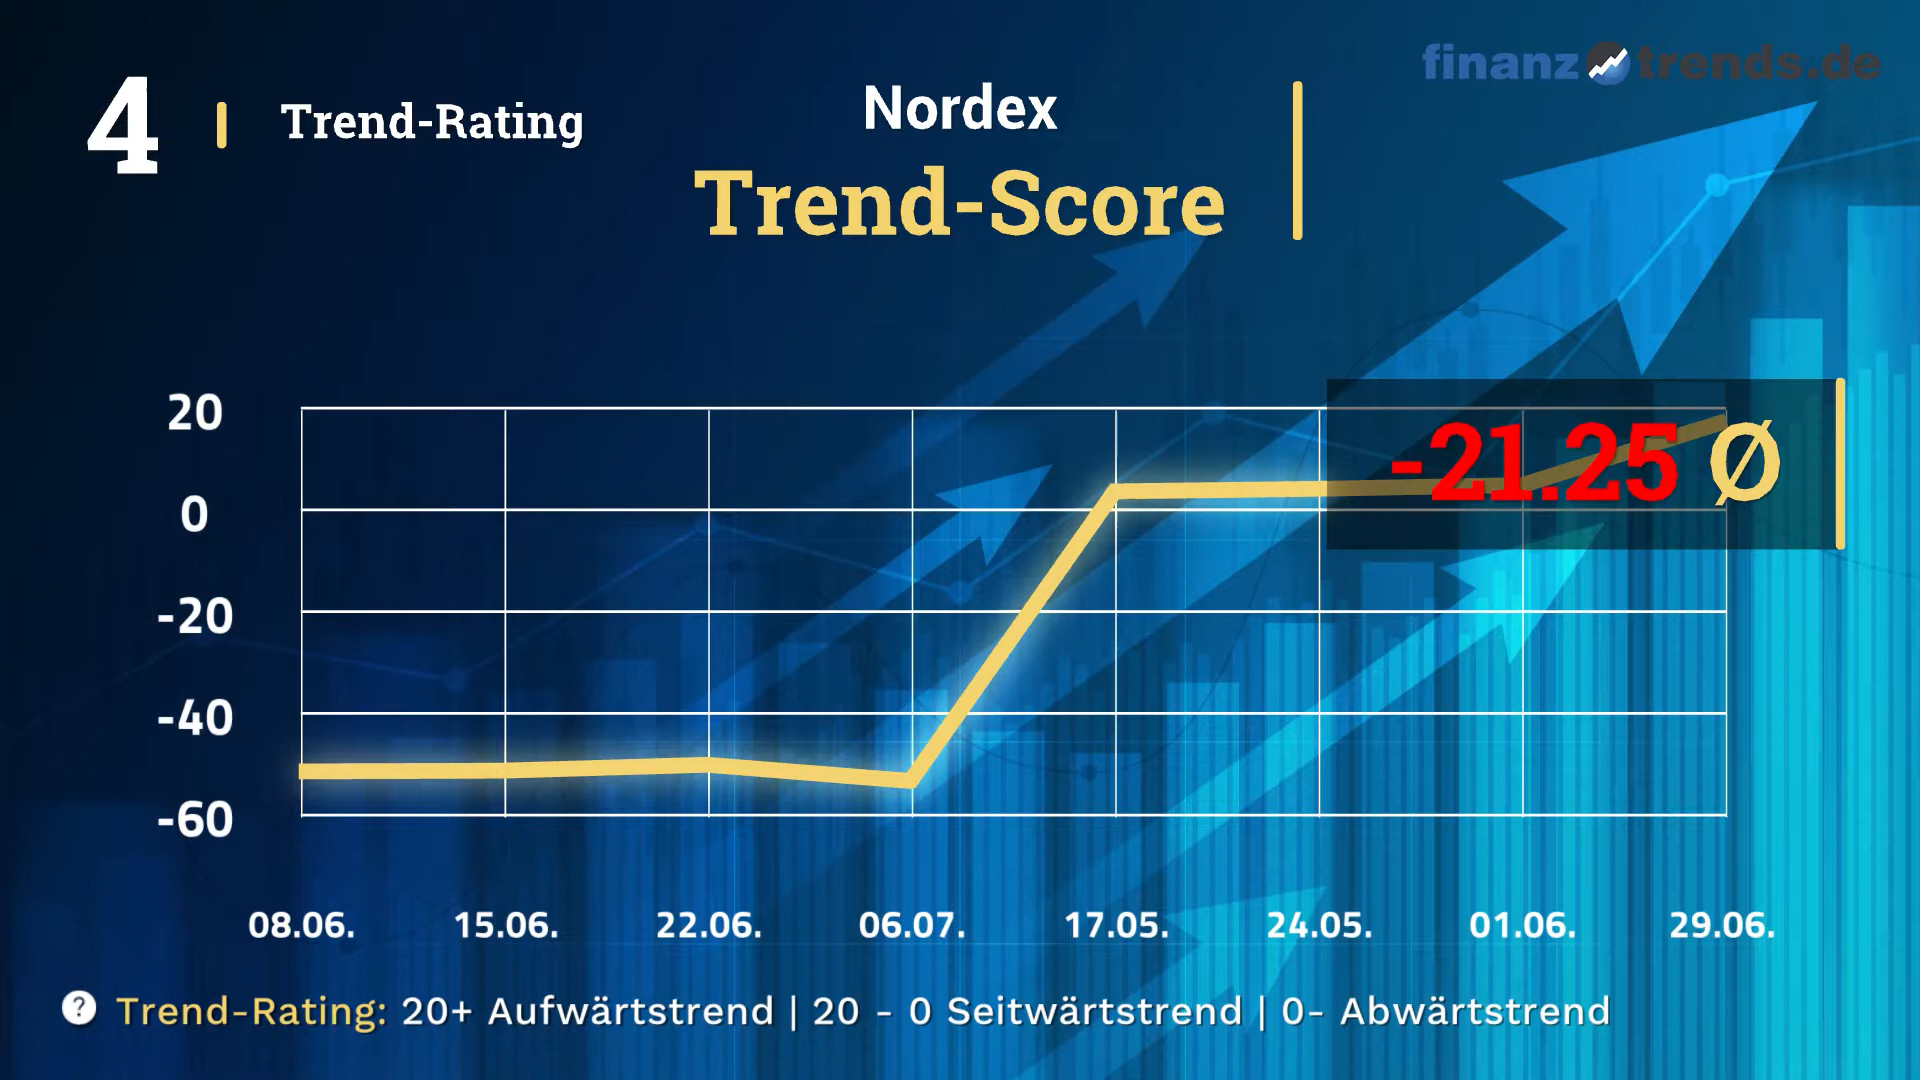 finanz trends.de
4
Trend-Rating
Nordex
Trend-Score
20
0
-20
-40
-60
-21.25 Ø
08.06. 15.06. 22.06. 06.07. 17.05. 24.05. 01.06. 29.06.
? Trend-Rating: 20+ Aufwärtstrend | 20 - 0 Seitwärtstrend | 0- Abwärtstrend